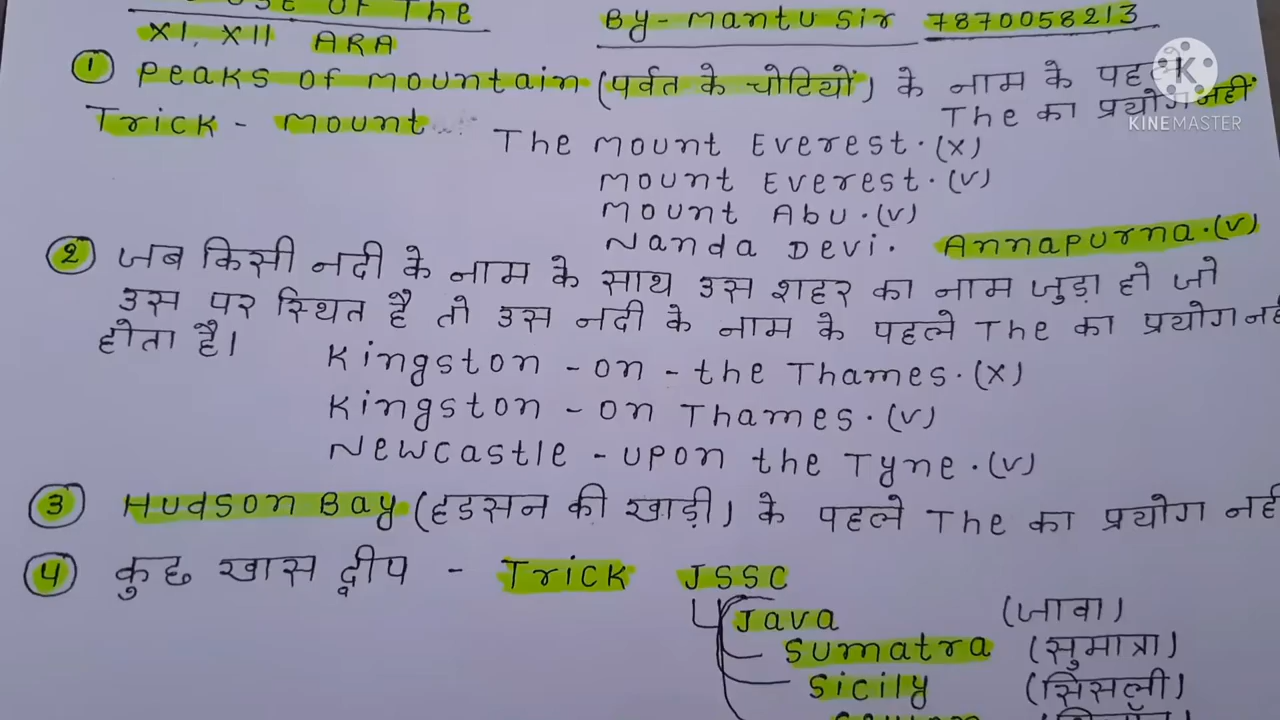 USE OF The
By- Mantu Sir 7870058213
XI, XII ARA
① Peaks of Mountain (पर्वत के चोटियों) के नाम के पहले
The का प्रयोग नहीं
Trick - Mount
The Mount Everest. (x)
Mount Everest. (v)
Mount Abu. (v)
Nanda Devi. Annapurna. (v)
② जब किसी नदी के नाम के साथ उस शहर का नाम जुड़ा हो जो
उस पर स्थित है तो उस नदी के नाम के पहले The का प्रयोग नहीं
होता है।
Kingston - on - the Thames. (x)
Kingston - on Thames. (v)
Newcastle - upon the Tyne. (v)
③ Hudson Bay (हडसन की खाड़ी) के पहले The का प्रयोग नहीं
④ कुछ खास द्वीप - Trick JSSC
Java (जावा)
Sumatra (सुमात्रा)
Sicily (सिसली)
K
KINEMASTER